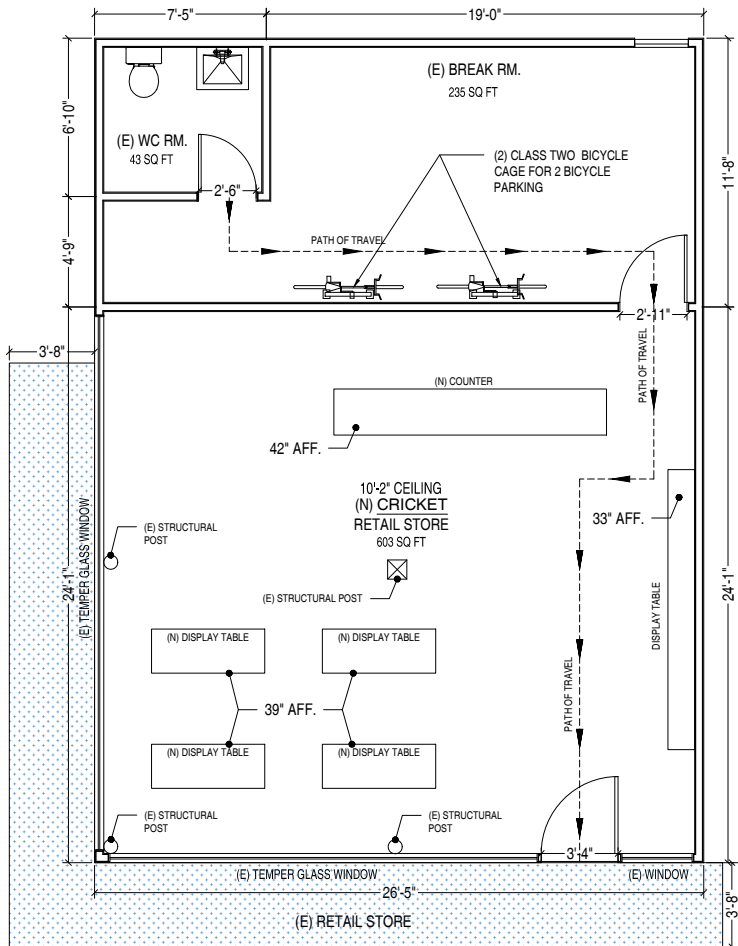 7'-5"
19'-0"
6'-10"
(E) BREAK RM.
235 SQ FT
(E) WC RM.
43 SQ FT
(2) CLASS TWO BICYCLE
CAGE FOR 2 BICYCLE
PARKING
11'-8"
2'-6"
4'-9"
PATH OF TRAVEL
2'-11"
3'-8"
PATH OF TRAVEL
(N) COUNTER
42" AFF.
10'-2" CEILING
(N) CRICKET
RETAIL STORE
603 SQ FT
33" AFF.
(E) STRUCTURAL
POST
(E) TEMPER GLASS WINDOW
24'-1"
24'-1"
(E) STRUCTURAL POST
DISPLAY TABLE
(N) DISPLAY TABLE
(N) DISPLAY TABLE
PATH OF TRAVEL
39" AFF.
(N) DISPLAY TABLE
(N) DISPLAY TABLE
(E) STRUCTURAL
POST
(E) STRUCTURAL
POST
3'-4"
(E) TEMPER GLASS WINDOW
(E) WINDOW
26'-5"
3'-8"
(E) RETAIL STORE